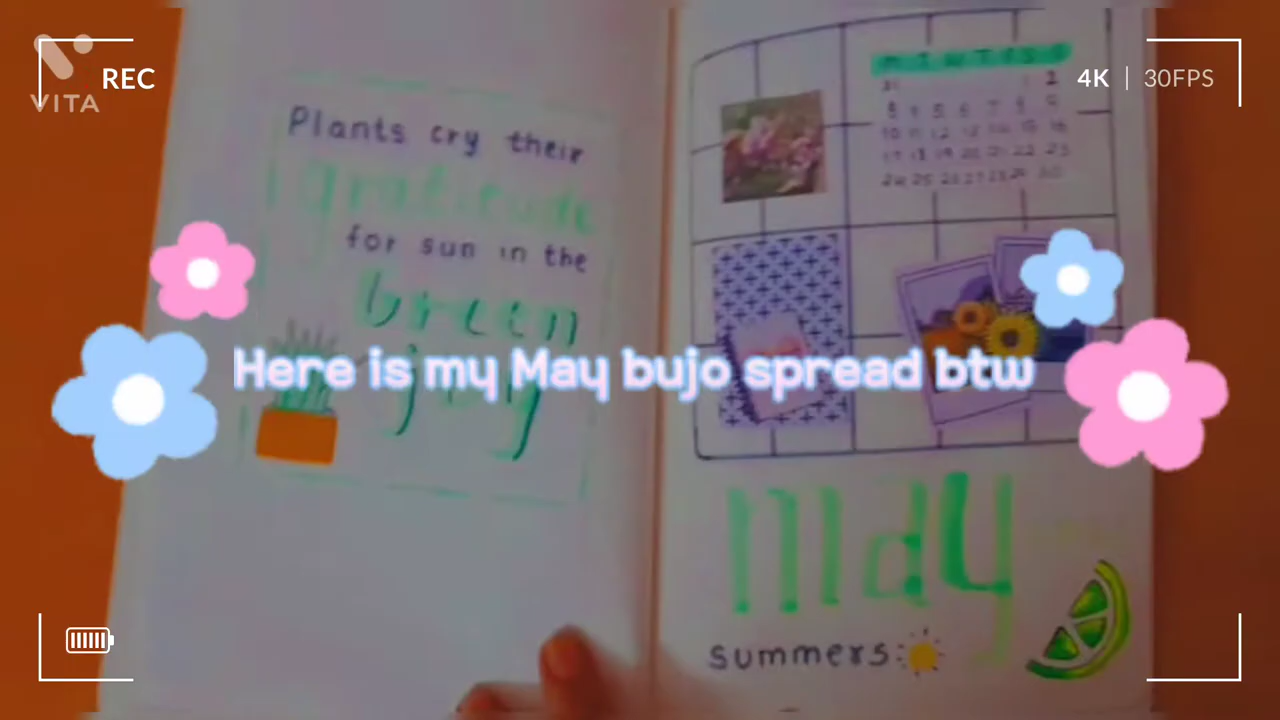 VITA
REC
4K | 30FPS
Plants cry their
gratitude
for sun in the
green
joy
Here is my May bujo spread btw
M T W T F S S
May
summers